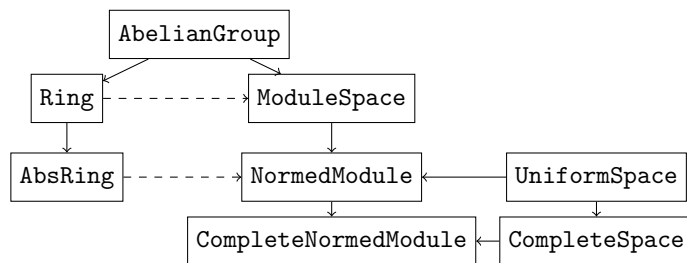 AbelianGroup
Ring
ModuleSpace
AbsRing
NormedModule
UniformSpace
CompleteNormedModule
CompleteSpace